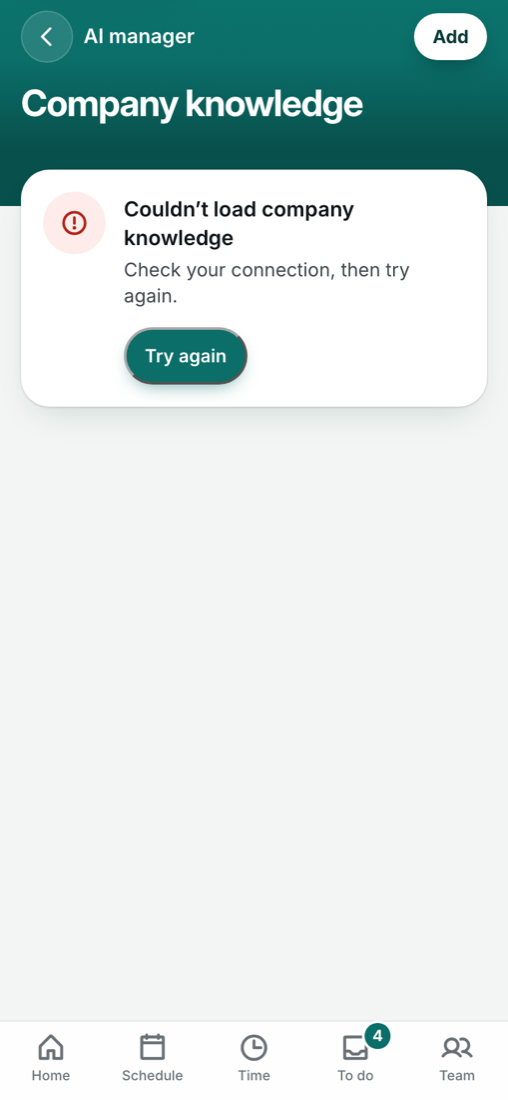 AI manager
Add
Company knowledge
Couldn’t load company
knowledge
Check your connection, then try
again.
Try again
4
Home
Schedule
Time
To do
Team